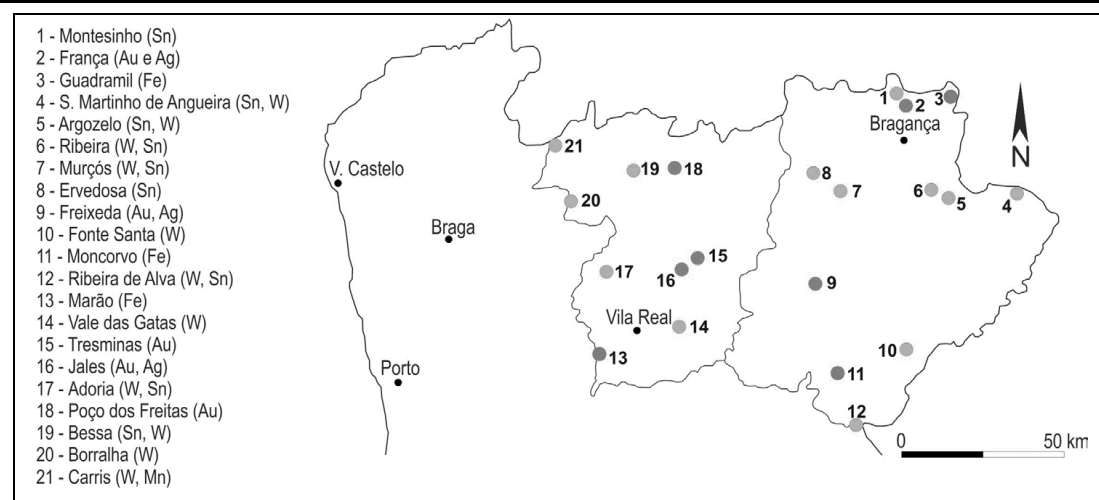 1 - Montesinho (Sn)
2 - França (Au e Ag)
3 - Guadramil (Fe)
4 - S. Martinho de Angueira (Sn, W)
5 - Argozelo (Sn, W)
6 - Ribeira (W, Sn)
7 - Murçós (W, Sn)
8 - Ervedosa (Sn)
9 - Freixeda (Au, Ag)
10 - Fonte Santa (W)
11 - Moncorvo (Fe)
12 - Ribeira de Alva (W, Sn)
13 - Marão (Fe)
14 - Vale das Gatas (W)
15 - Tresminas (Au)
16 - Jales (Au, Ag)
17 - Adoria (W, Sn)
18 - Poço dos Freitas (Au)
19 - Bessa (Sn, W)
20 - Borralha (W)
21 - Carris (W, Mn)
V. Castelo
Braga
Porto
21
19
18
20
17
15
16
Vila Real
14
13
1
2
3
Bragança
8
7
6
5
4
9
10
11
12
N
0
50 km